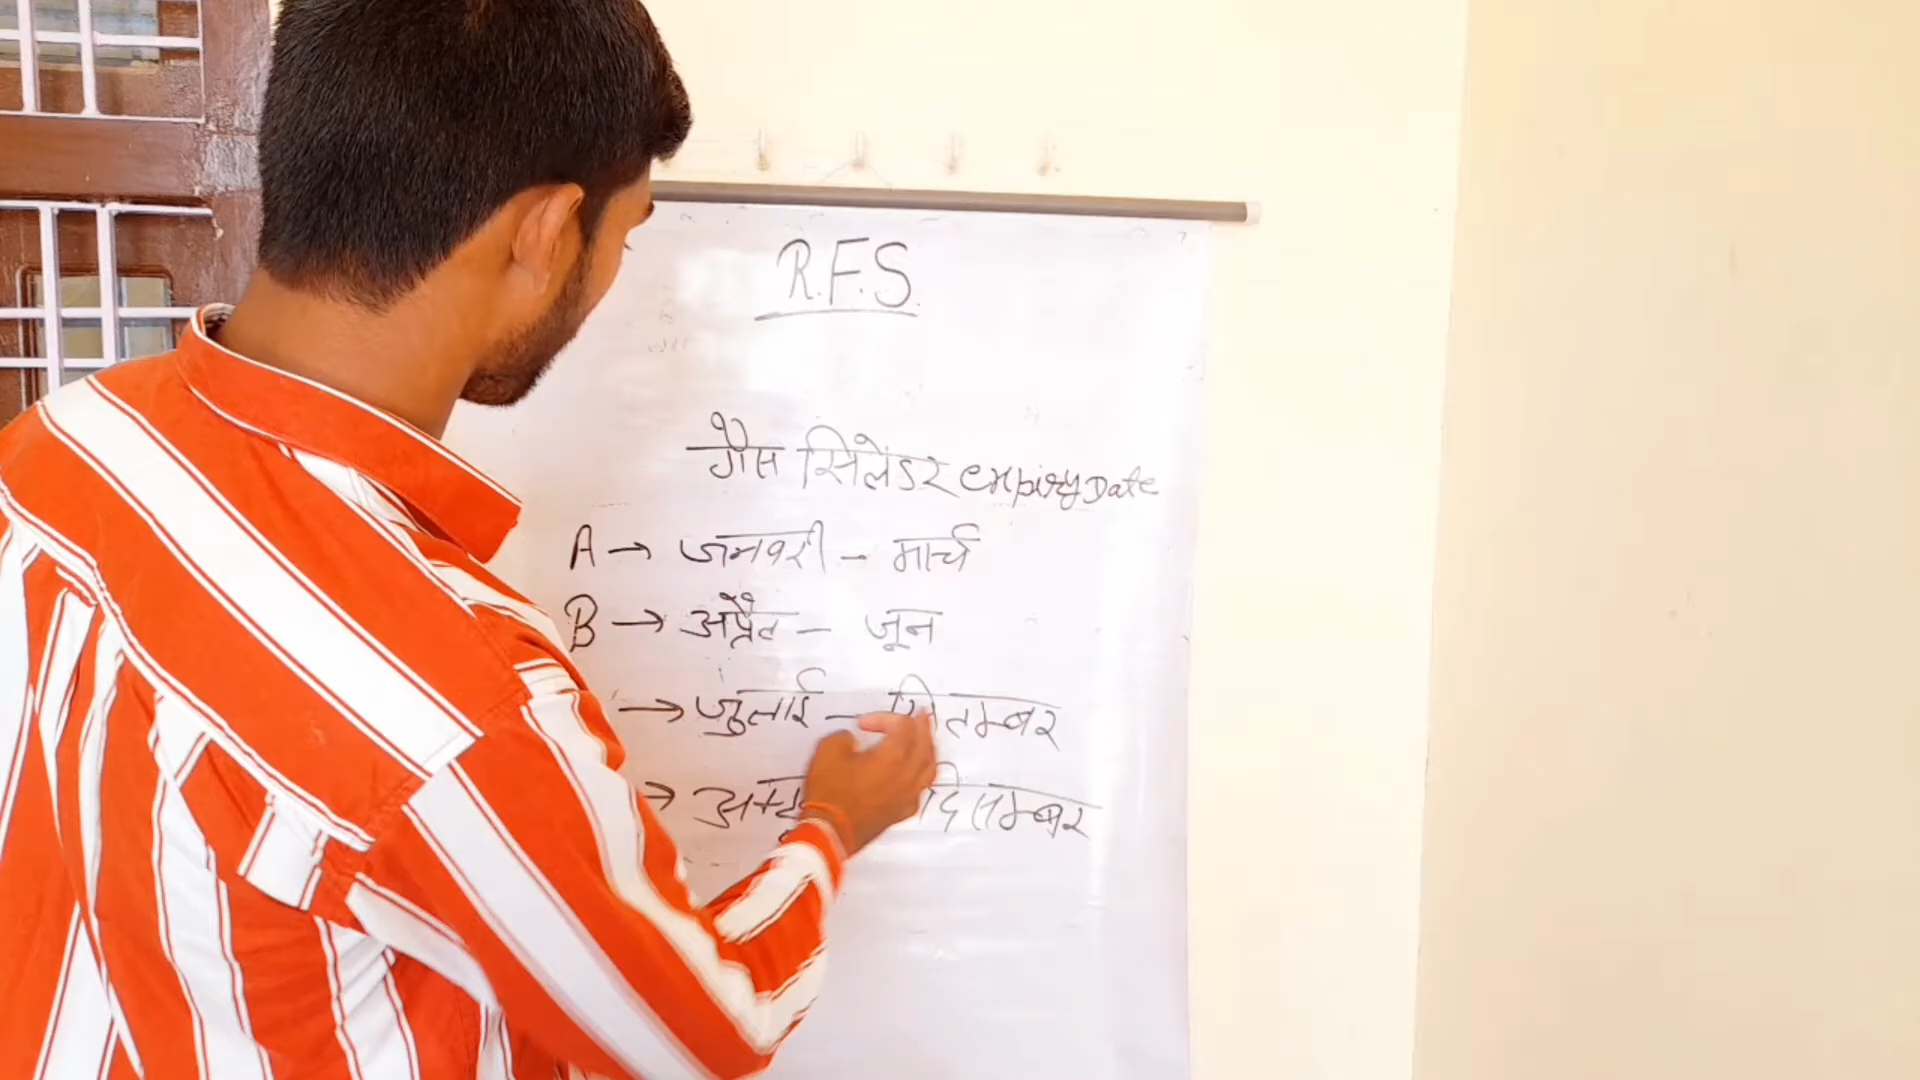 R.F.S.
गैस सिलेंडर expiry Date
A → जनवरी - मार्च
B → अप्रैल - जून
→ जुलाई - सितम्बर
→ दिसम्बर